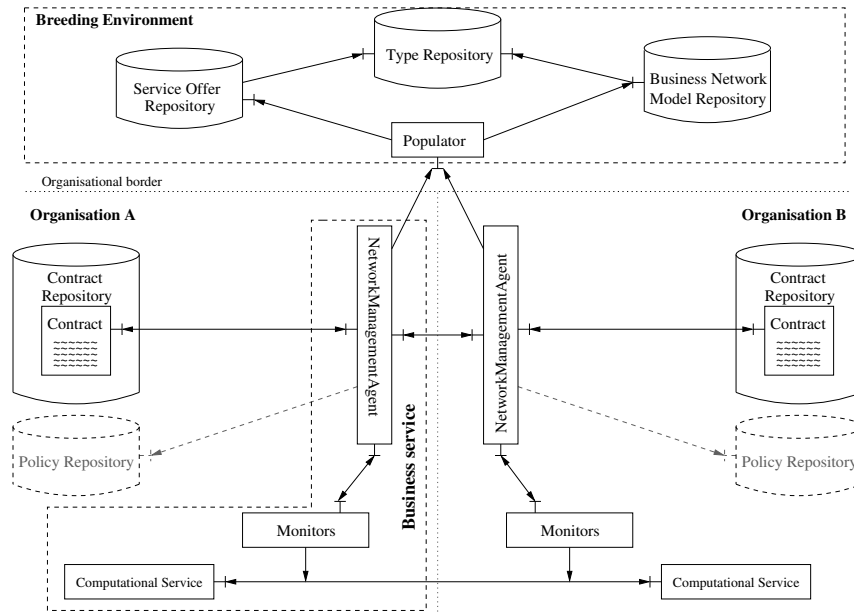 Breeding Environment
Type Repository
Service Offer
Repository
Business Network
Model Repository
Populator
Organisational border
Organisation A
Organisation B
Contract
Repository
Contract
≈≈≈≈≈≈
≈≈≈≈≈≈
≈≈≈≈≈≈
≈≈≈≈≈≈
NetworkManagementAgent
NetworkManagementAgent
Contract
Repository
Contract
≈≈≈≈≈≈
≈≈≈≈≈≈
≈≈≈≈≈≈
≈≈≈≈≈≈
Policy Repository
Business service
Policy Repository
Monitors
Monitors
Computational Service
Computational Service